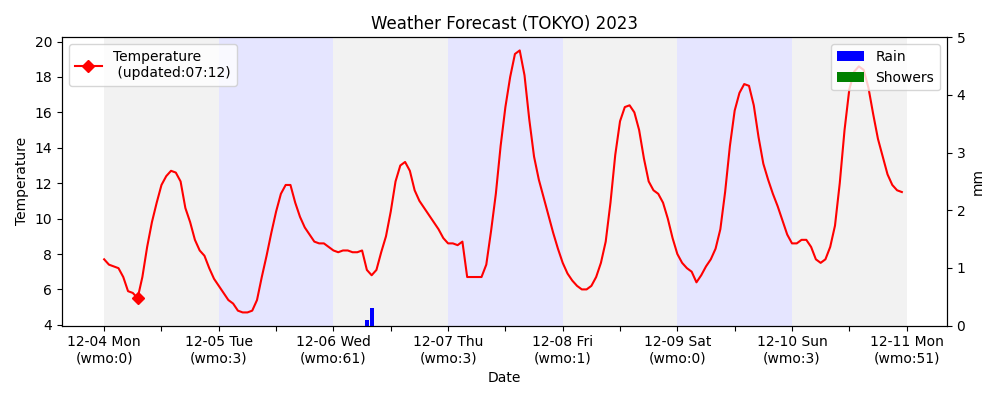 Weather Forecast (TOKYO) 2023
Temperature
(updated:07:12)
Rain
Showers
20
18
16
14
12
10
8
6
4
Temperature
5
4
3
2
1
0
mm
12-04 Mon
(wmo:0)
12-05 Tue
(wmo:3)
12-06 Wed
(wmo:61)
12-07 Thu
(wmo:3)
12-08 Fri
(wmo:1)
12-09 Sat
(wmo:0)
12-10 Sun
(wmo:3)
12-11 Mon
(wmo:51)
Date